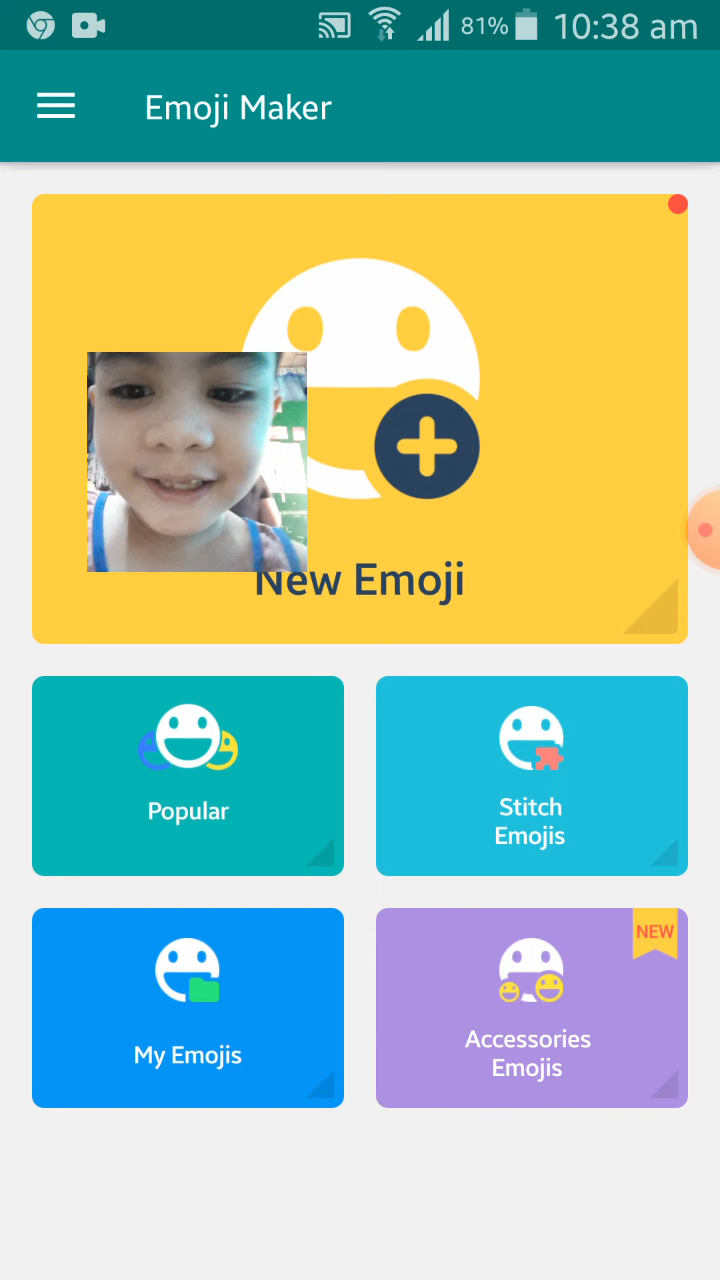 81% 10:38 am
Emoji Maker
New Emoji
Popular
Stitch
Emojis
My Emojis
NEW
Accessories
Emojis